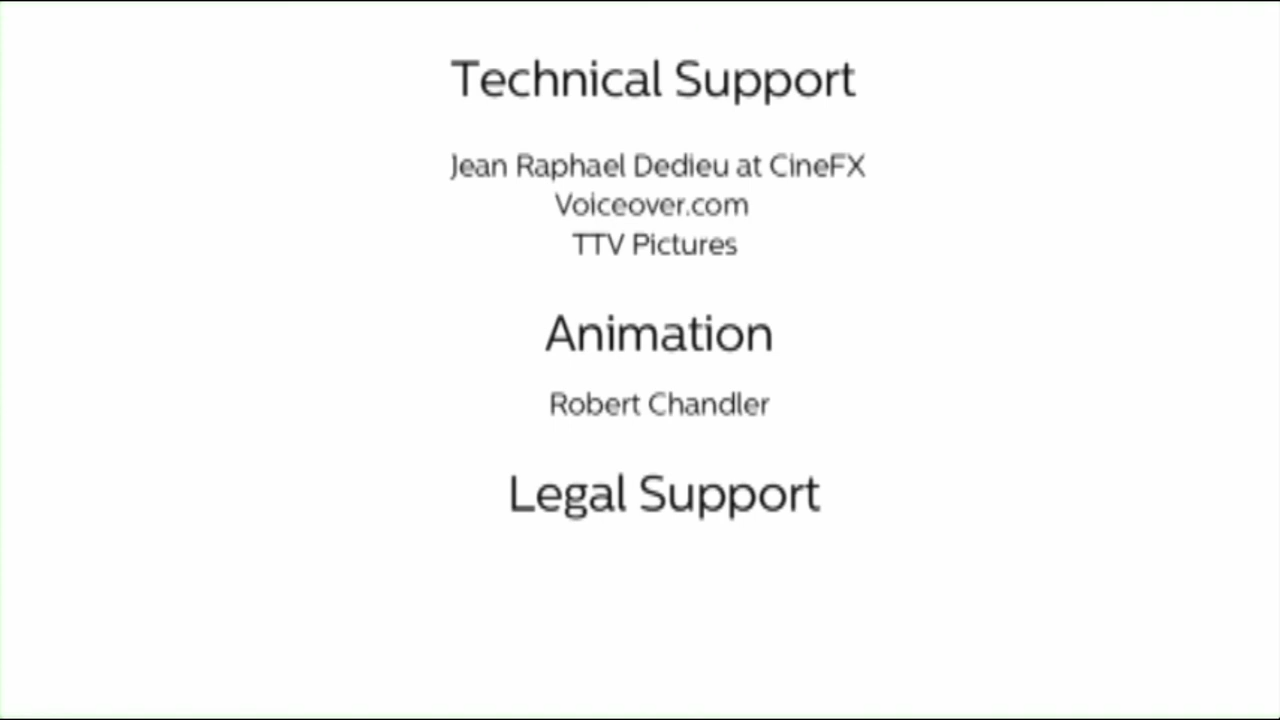 Technical Support
Jean Raphael Dedieu at CineFX
Voiceover.com
TTV Pictures
Animation
Robert Chandler
Legal Support